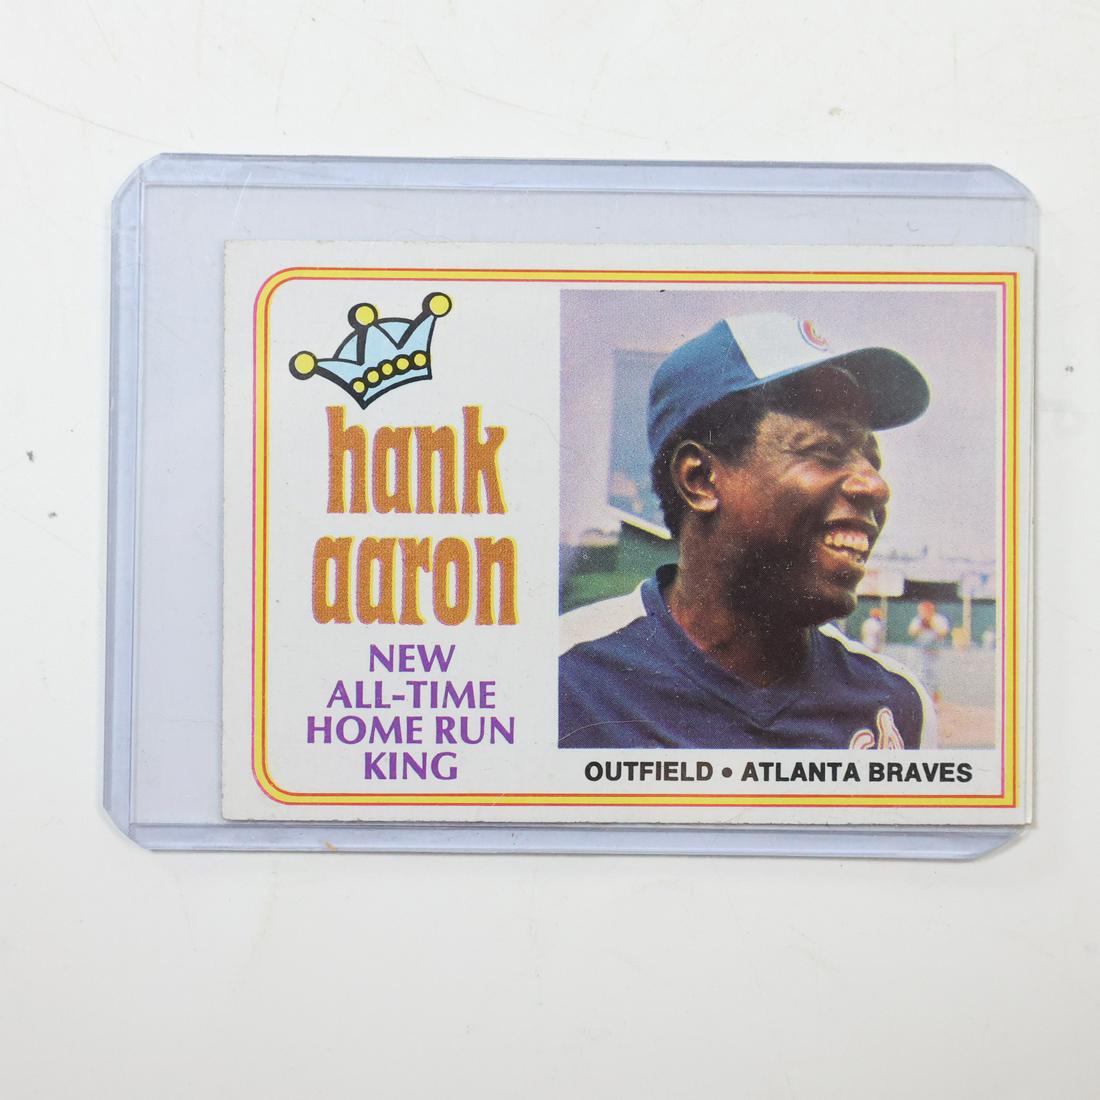 hank
aaron
NEW
ALL-TIME
HOME RUN
KING
OUTFIELD • ATLANTA BRAVES